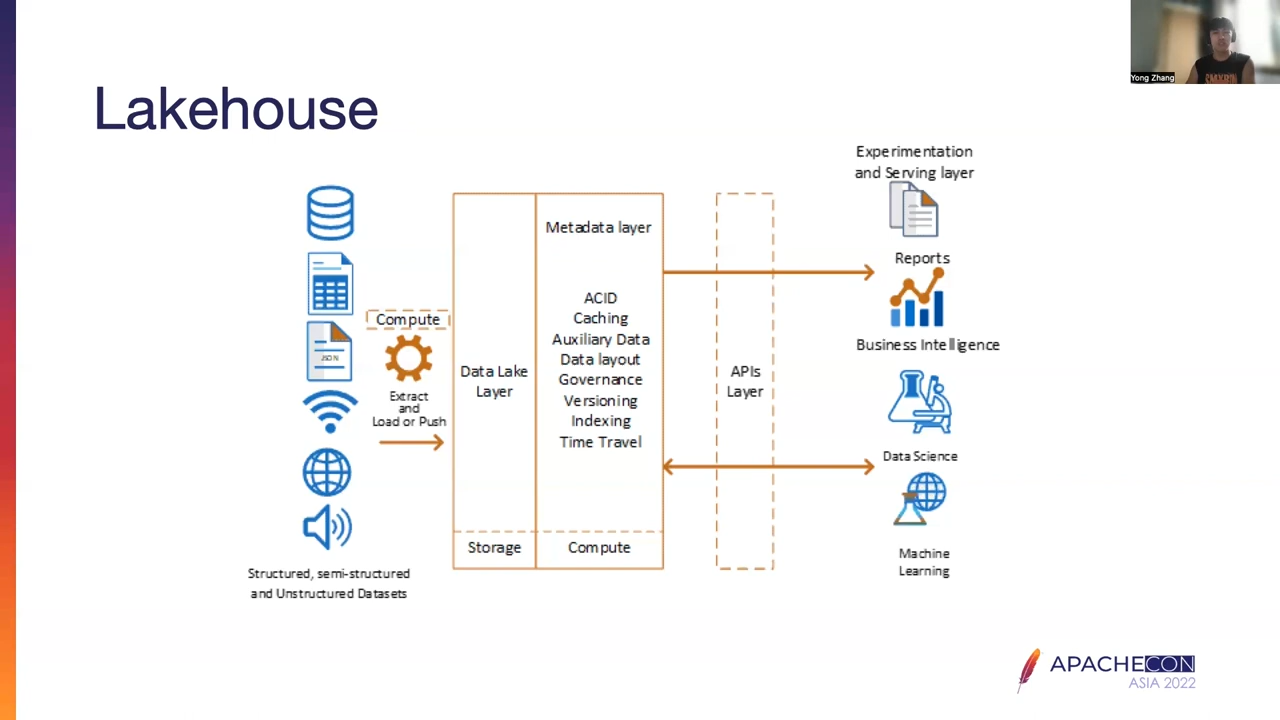 Yong Zhang
Lakehouse
Experimentation
and Serving layer
Metadata layer
Reports
ACID
Caching
Auxiliary Data
Data layout
Governance
Versioning
Indexing
Time Travel
Compute
JSON
Extract
and
Load or Push
Data Lake
Layer
APIs
Layer
Business Intelligence
Data Science
Storage
Compute
Machine
Learning
Structured, semi-structured
and Unstructured Datasets
APACHECON
ASIA 2022